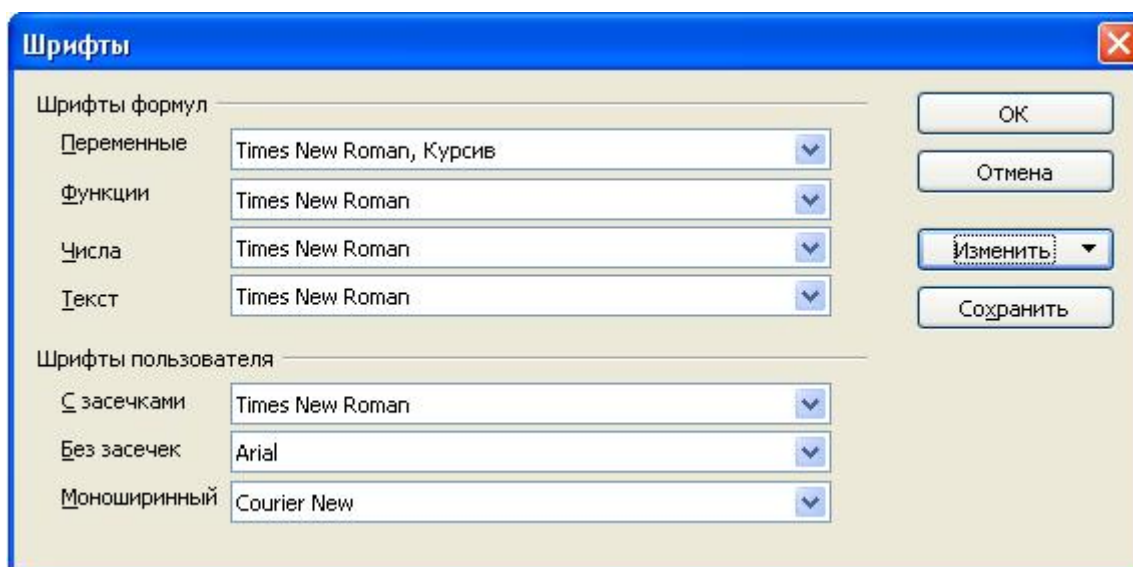 Шрифты
Шрифты формул
Переменные Times New Roman, Курсив
Функции Times New Roman
Числа Times New Roman
Текст Times New Roman
Шрифты пользователя
С засечками Times New Roman
Без засечек Arial
Моноширинный Courier New
ОК
Отмена
Изменить
Сохранить